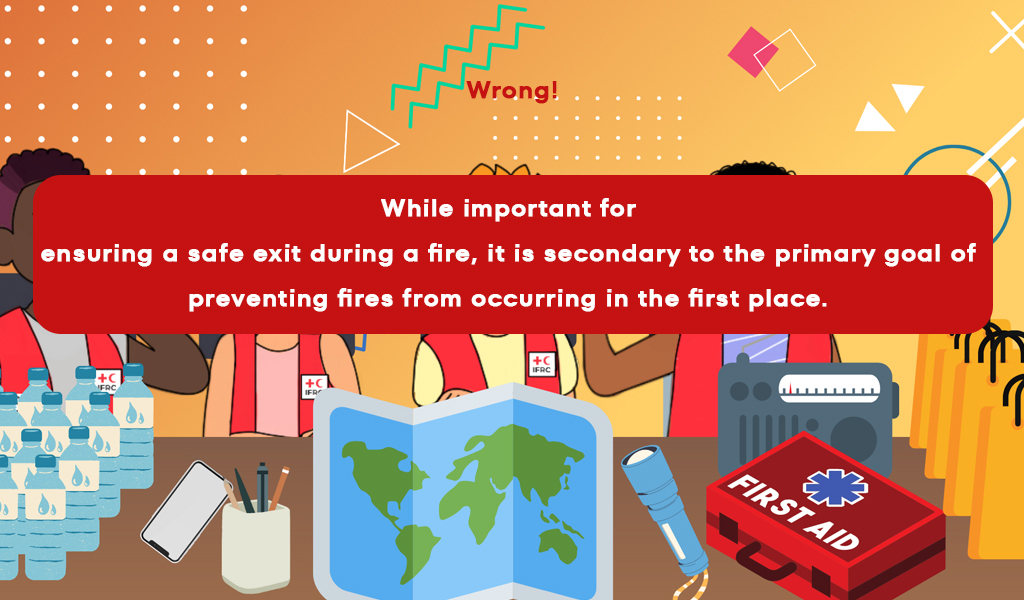 Wrong!
While important for
ensuring a safe exit during a fire, it is secondary to the primary goal of
preventing fires from occurring in the first place.
IFRC
IFRC
IFRC
FIRST AID